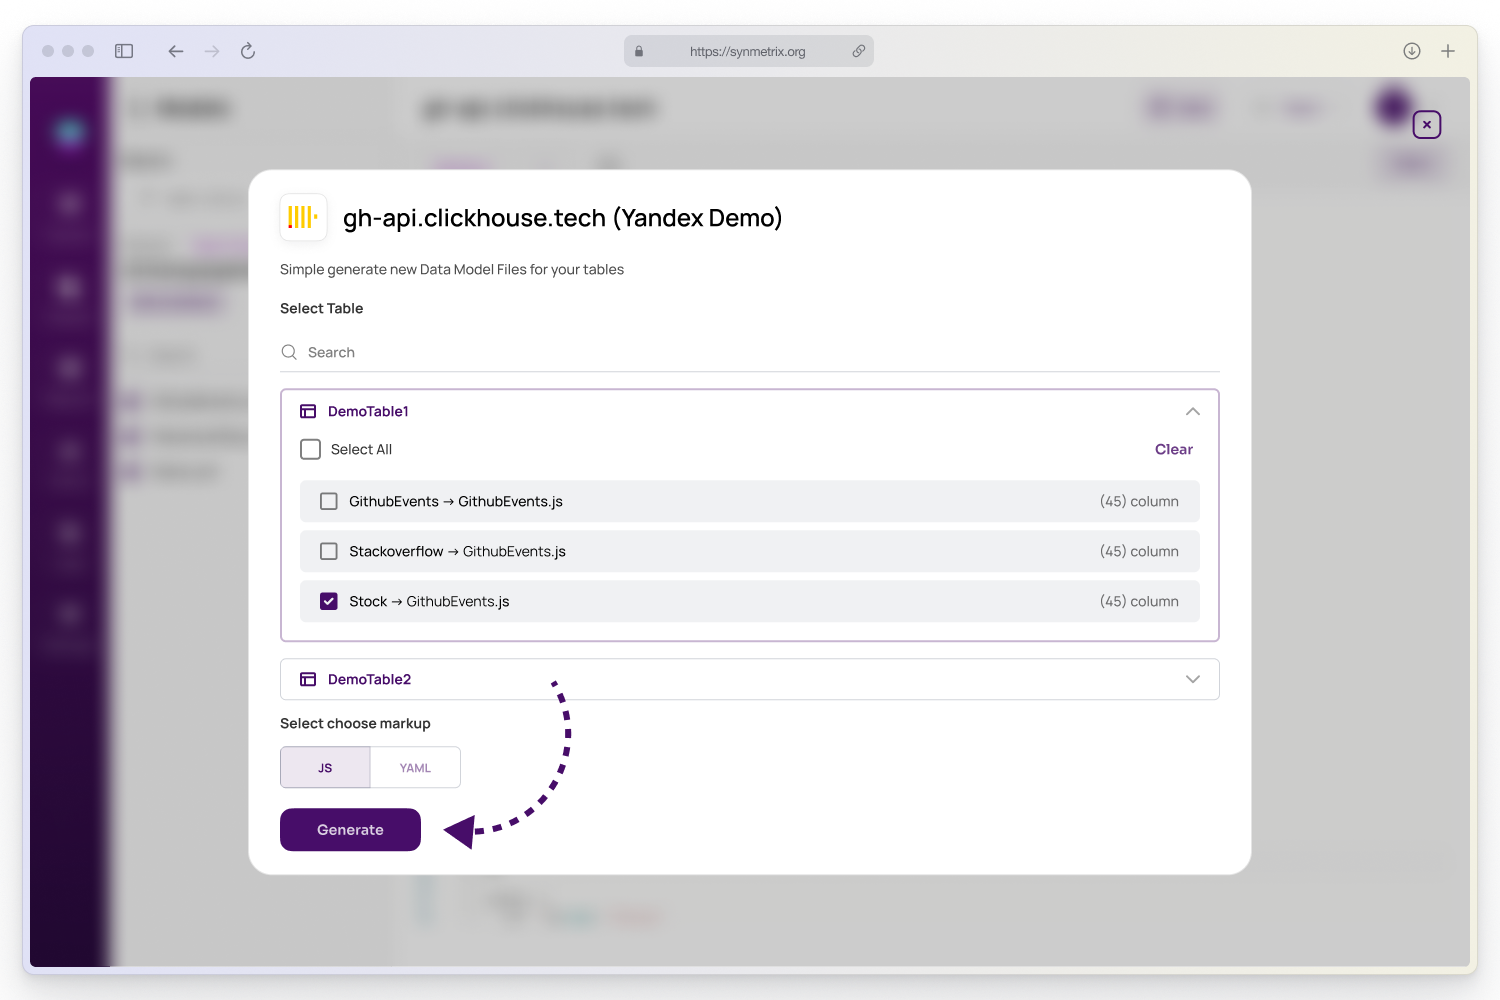 https://synmetrix.org
gh-api.clickhouse.tech (Yandex Demo)
Simple generate new Data Model Files for your tables
Select Table
Search
DemoTable1
Select All
Clear
GithubEvents → GithubEvents.js
(45) column
Stackoverflow → GithubEvents.js
(45) column
Stock → GithubEvents.js
(45) column
DemoTable2
Select choose markup
JS
YAML
Generate